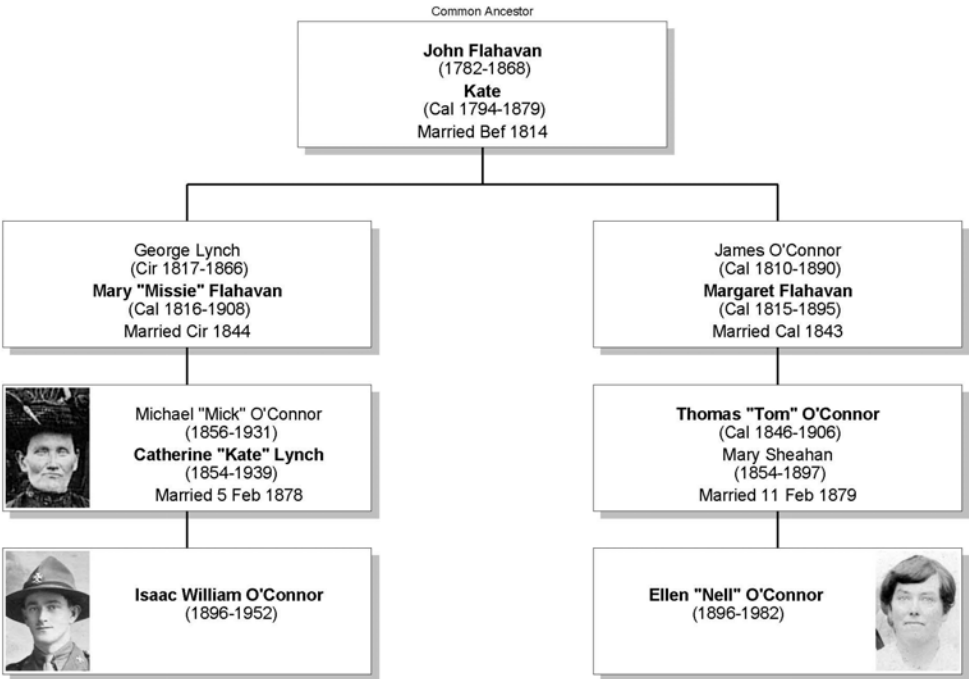 Common Ancestor
John Flahavan
(1782-1868)
Kate
(Cal 1794-1879)
Married Bef 1814
George Lynch
(Cir 1817-1866)
Mary "Missie" Flahavan
(Cal 1816-1908)
Married Cir 1844
James O'Connor
(Cal 1810-1890)
Margaret Flahavan
(Cal 1815-1895)
Married Cal 1843
Michael "Mick" O'Connor
(1856-1931)
Catherine "Kate" Lynch
(1854-1939)
Married 5 Feb 1878
Thomas "Tom" O'Connor
(Cal 1846-1906)
Mary Sheahan
(1854-1897)
Married 11 Feb 1879
Isaac William O'Connor
(1896-1952)
Ellen "Nell" O'Connor
(1896-1982)